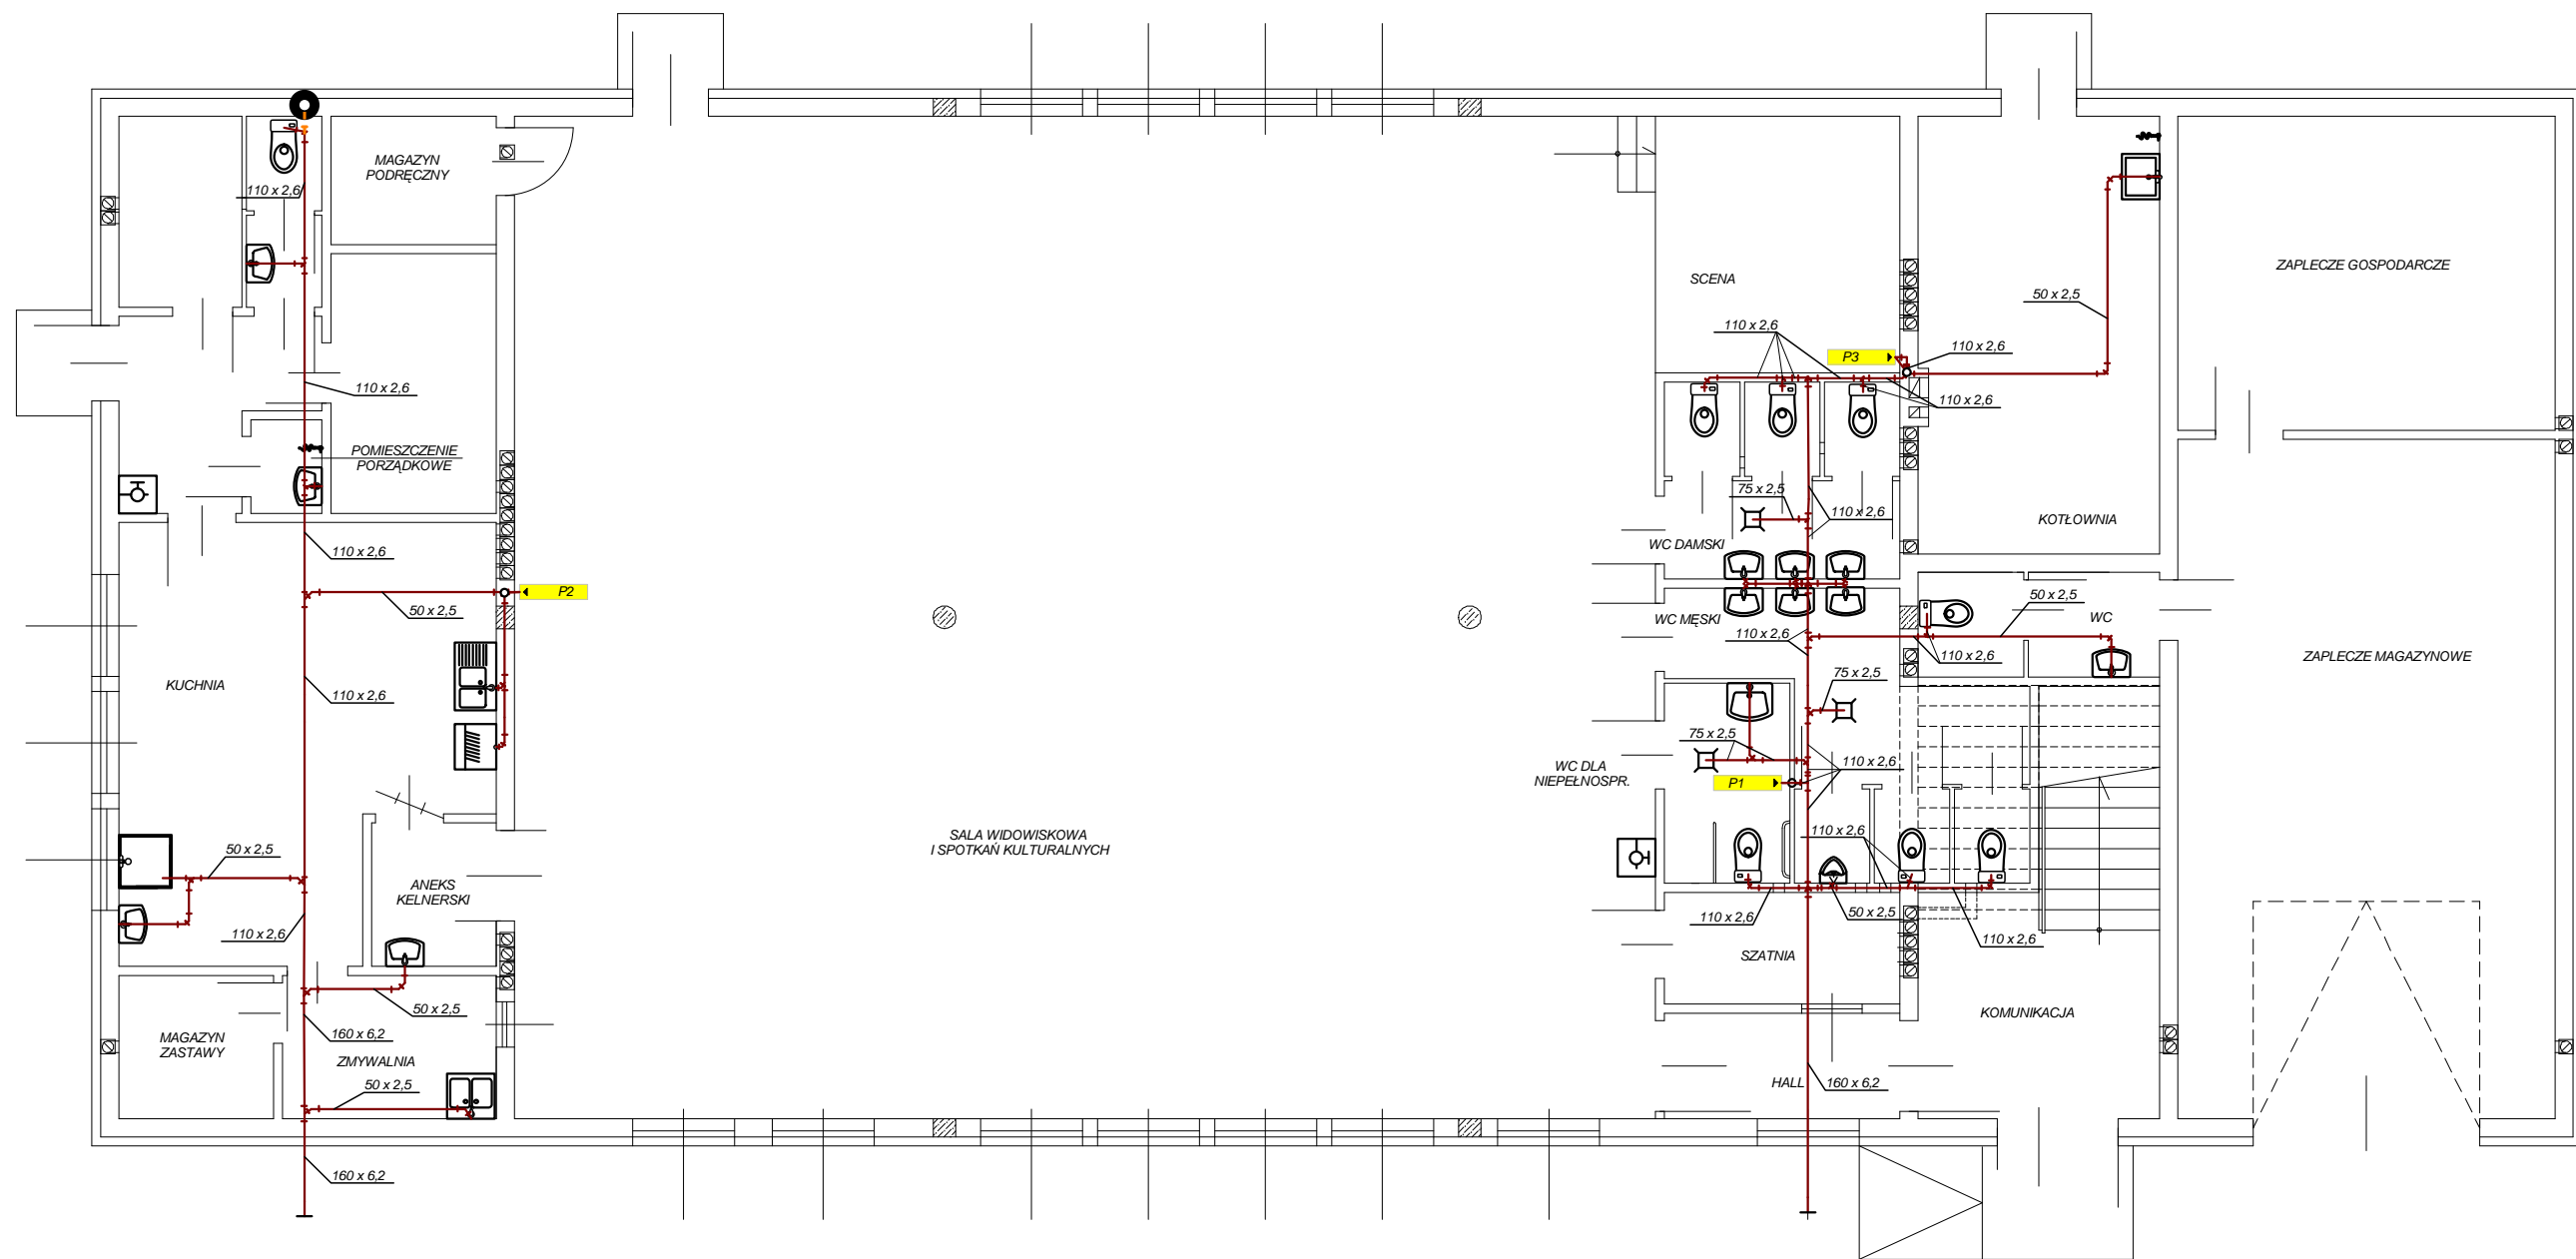 MAGAZYN
PODRĘCZNY
110 x 2,6
SCENA
ZAPLECZE GOSPODARCZE
50 x 2,5
110 x 2,6
P3
110 x 2,6
110 x 2,6
110 x 2,6
POMIESZCZENIE
PORZĄDKOWE
75 x 2,5
110 x 2,6
KOTŁOWNIA
WC DAMSKI
110 x 2,6
P2
50 x 2,5
50 x 2,5
WC
WC MĘSKI
110 x 2,6
110 x 2,6
ZAPLECZE MAGAZYNOWE
KUCHNIA
110 x 2,6
75 x 2,5
75 x 2,5
110 x 2,6
WC DLA
NIEPEŁNOSPR.
P1
SALA WIDOWISKOWA
I SPOTKAŃ KULTURALNYCH
110 x 2,6
50 x 2,5
ANEKS
KELNERSKI
110 x 2,6
50 x 2,5
110 x 2,6
110 x 2,6
SZATNIA
50 x 2,5
KOMUNIKACJA
160 x 6,2
MAGAZYN
ZASTAWY
ZMYWALNIA
50 x 2,5
HALL
160 x 6,2
160 x 6,2